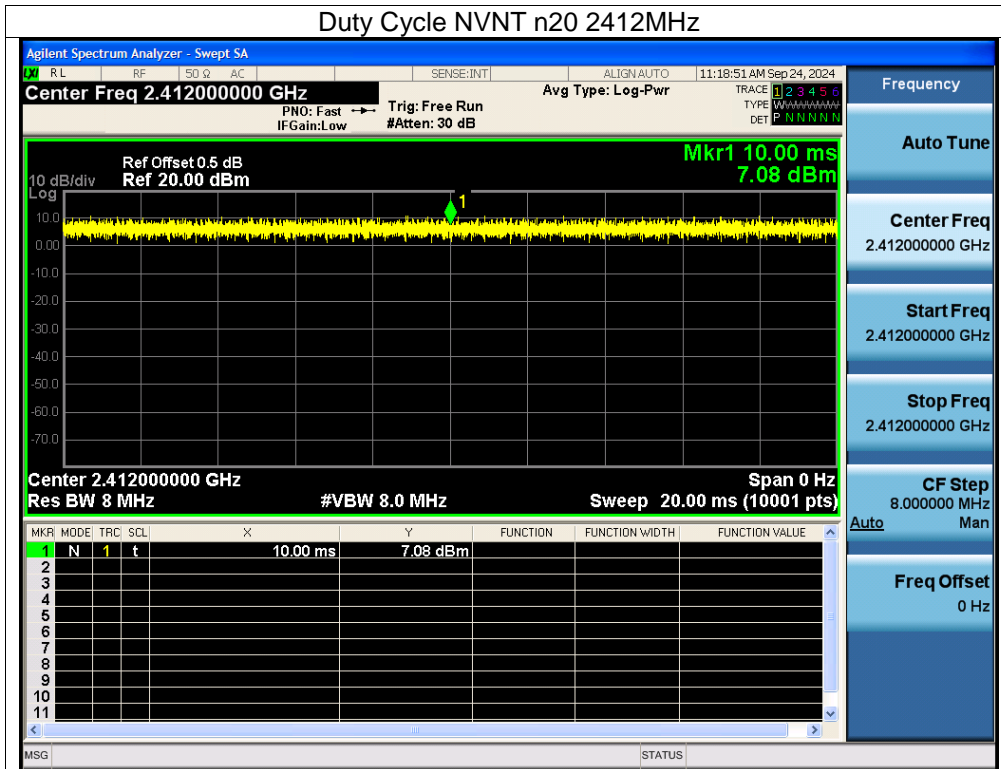 Duty Cycle NVNT n20 2412MHz
Agilent Spectrum Analyzer - Swept SA
LXI RL RF 50 Ω AC SENSE:INT ALIGN AUTO 11:18:51 AM Sep 24, 2024
Center Freq 2.412000000 GHz
PNO: Fast
IFGain:Low
Trig: Free Run
#Atten: 30 dB
Avg Type: Log-Pwr
TRACE 1 2 3 4 5 6
TYPE WWWWWW
DET P N N N N N
Mkr1 10.00 ms
7.08 dBm
Ref Offset 0.5 dB
10 dB/div Ref 20.00 dBm
Log
1
10.0
0.00
-10.0
-20.0
-30.0
-40.0
-50.0
-60.0
-70.0
Center 2.412000000 GHz Span 0 Hz
Res BW 8 MHz #VBW 8.0 MHz Sweep 20.00 ms (10001 pts)
MKR MODE TRC SCL X Y FUNCTION FUNCTION WIDTH FUNCTION VALUE
1 N 1 t 10.00 ms 7.08 dBm
2
3
4
5
6
7
8
9
10
11
MSG STATUS
Frequency
Auto Tune
Center Freq
2.412000000 GHz
Start Freq
2.412000000 GHz
Stop Freq
2.412000000 GHz
CF Step
8.000000 MHz
Auto Man
Freq Offset
0 Hz